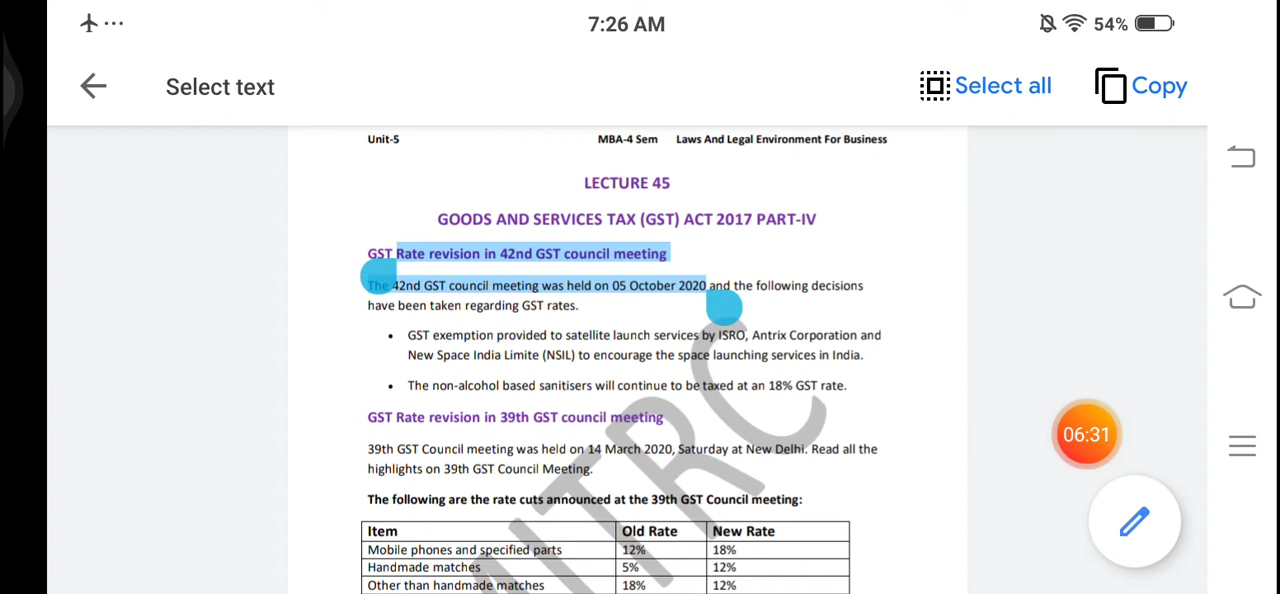 7:26 AM
54%
Select text
Select all
Copy
Unit-5 MBA-4 Sem Laws And Legal Environment For Business
LECTURE 45
GOODS AND SERVICES TAX (GST) ACT 2017 PART-IV
GST Rate revision in 42nd GST council meeting
The 42nd GST council meeting was held on 05 October 2020 and the following decisions
have been taken regarding GST rates.
• GST exemption provided to satellite launch services by ISRO, Antrix Corporation and
New Space India Limite (NSIL) to encourage the space launching services in India.
• The non-alcohol based sanitisers will continue to be taxed at an 18% GST rate.
GST Rate revision in 39th GST council meeting
39th GST Council meeting was held on 14 March 2020, Saturday at New Delhi. Read all the
highlights on 39th GST Council Meeting.
The following are the rate cuts announced at the 39th GST Council meeting:
Item Old Rate New Rate
Mobile phones and specified parts 12% 18%
Handmade matches 5% 12%
Other than handmade matches 18% 12%
06:31
MTRC